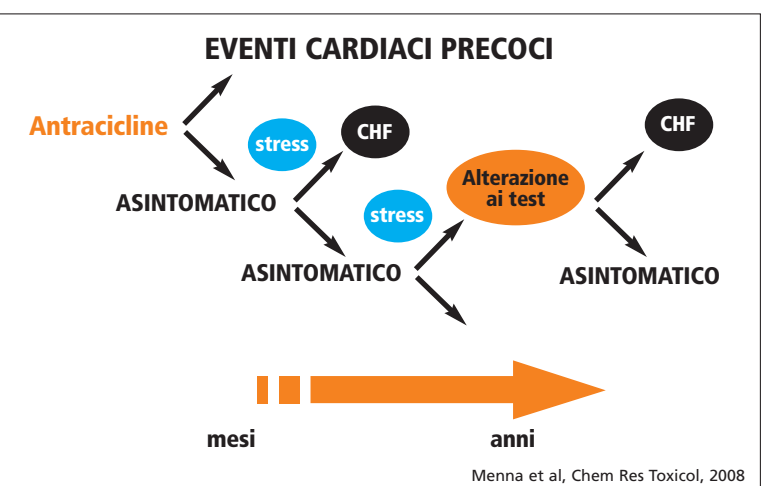 EVENTI CARDIACI PRECOCI
Antracicline
stress
CHF
CHF
ASINTOMATICO
Alterazione
ai test
stress
ASINTOMATICO
ASINTOMATICO
mesi
anni
Menna et al, Chem Res Toxicol, 2008